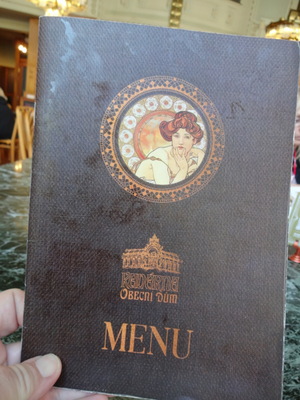 KAVÁRNA
OBECNÍ DŮM
MENU